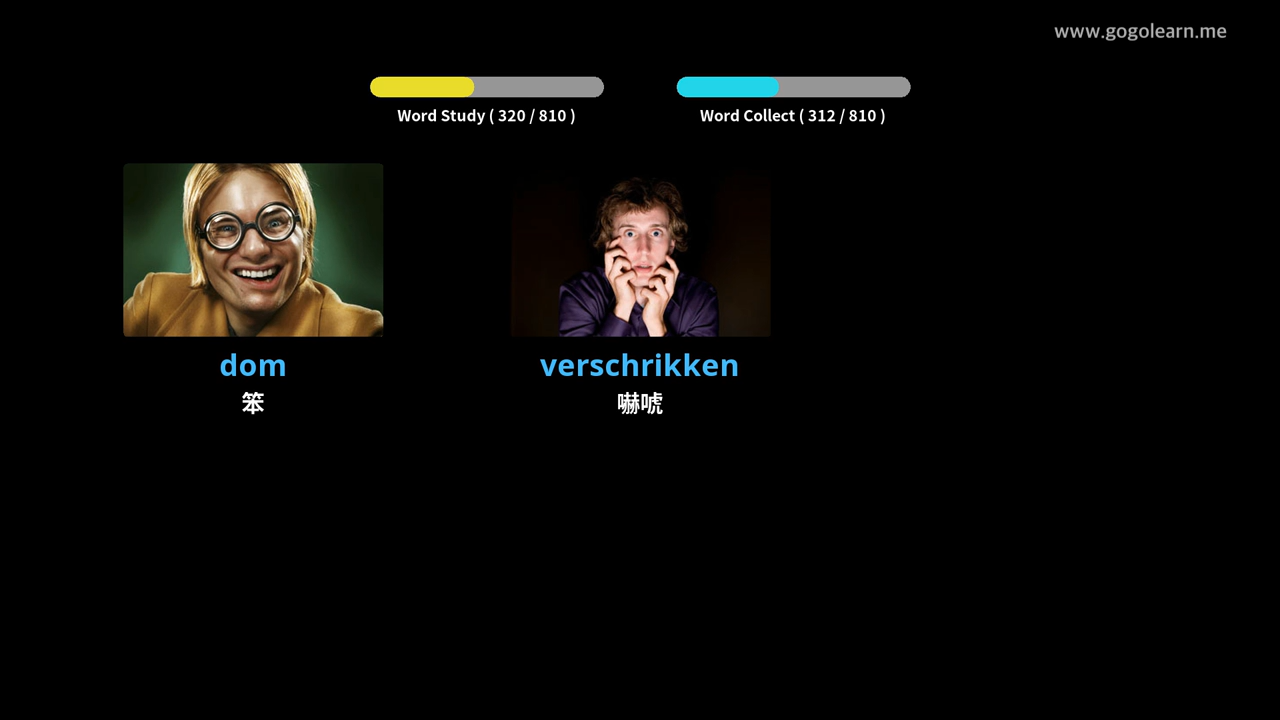 www.gogolearn.me
Word Study ( 320 / 810 )
Word Collect ( 312 / 810 )
dom
笨
verschrikken
嚇唬